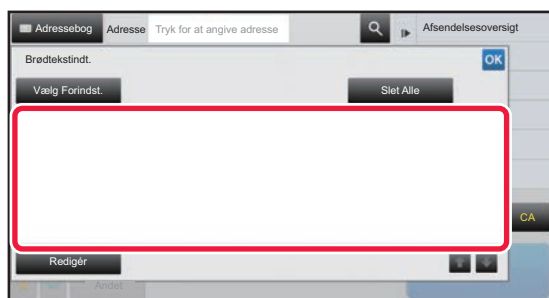 Adressebog Adresse Tryk for at angive adresse Afsendelsesoversigt
Brødtekstindt. OK
Vælg Forindst. Slet Alle
CA
Redigér
Andet